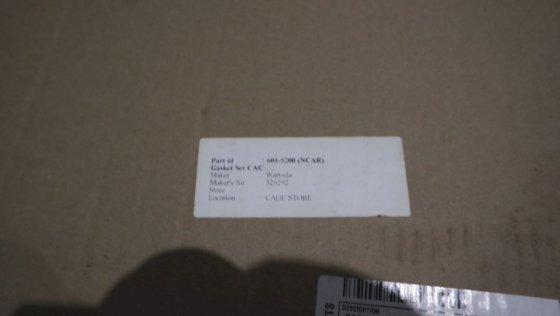 Part id : 601-5200 (NCAR)
Gasket Set CAC
Maker Wartsila
Maker's No 329292
Store
Location CAGE STORE
DESCRIPTION